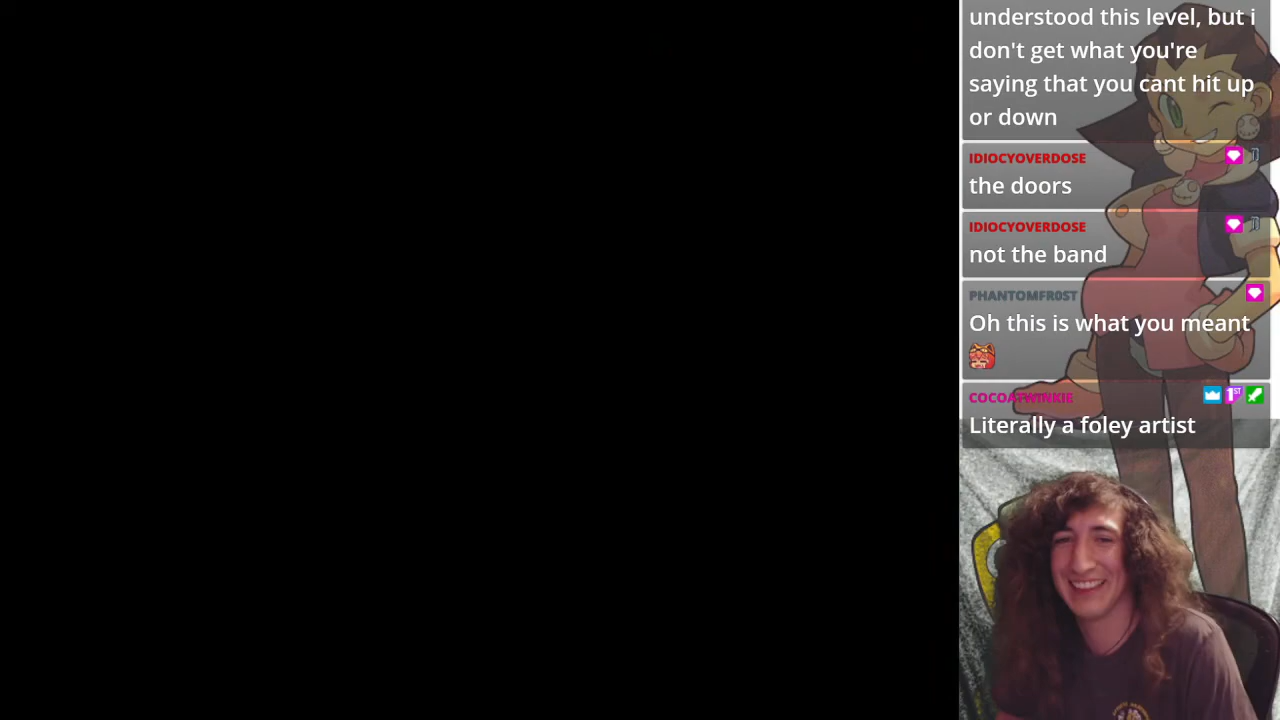 understood this level, but i
don't get what you're
saying that you cant hit up
or down
IDIOCYOVERDOSE
the doors
IDIOCYOVERDOSE
not the band
PHANTOMFR0ST
Oh this is what you meant
COCOATWINKIE
Literally a foley artist